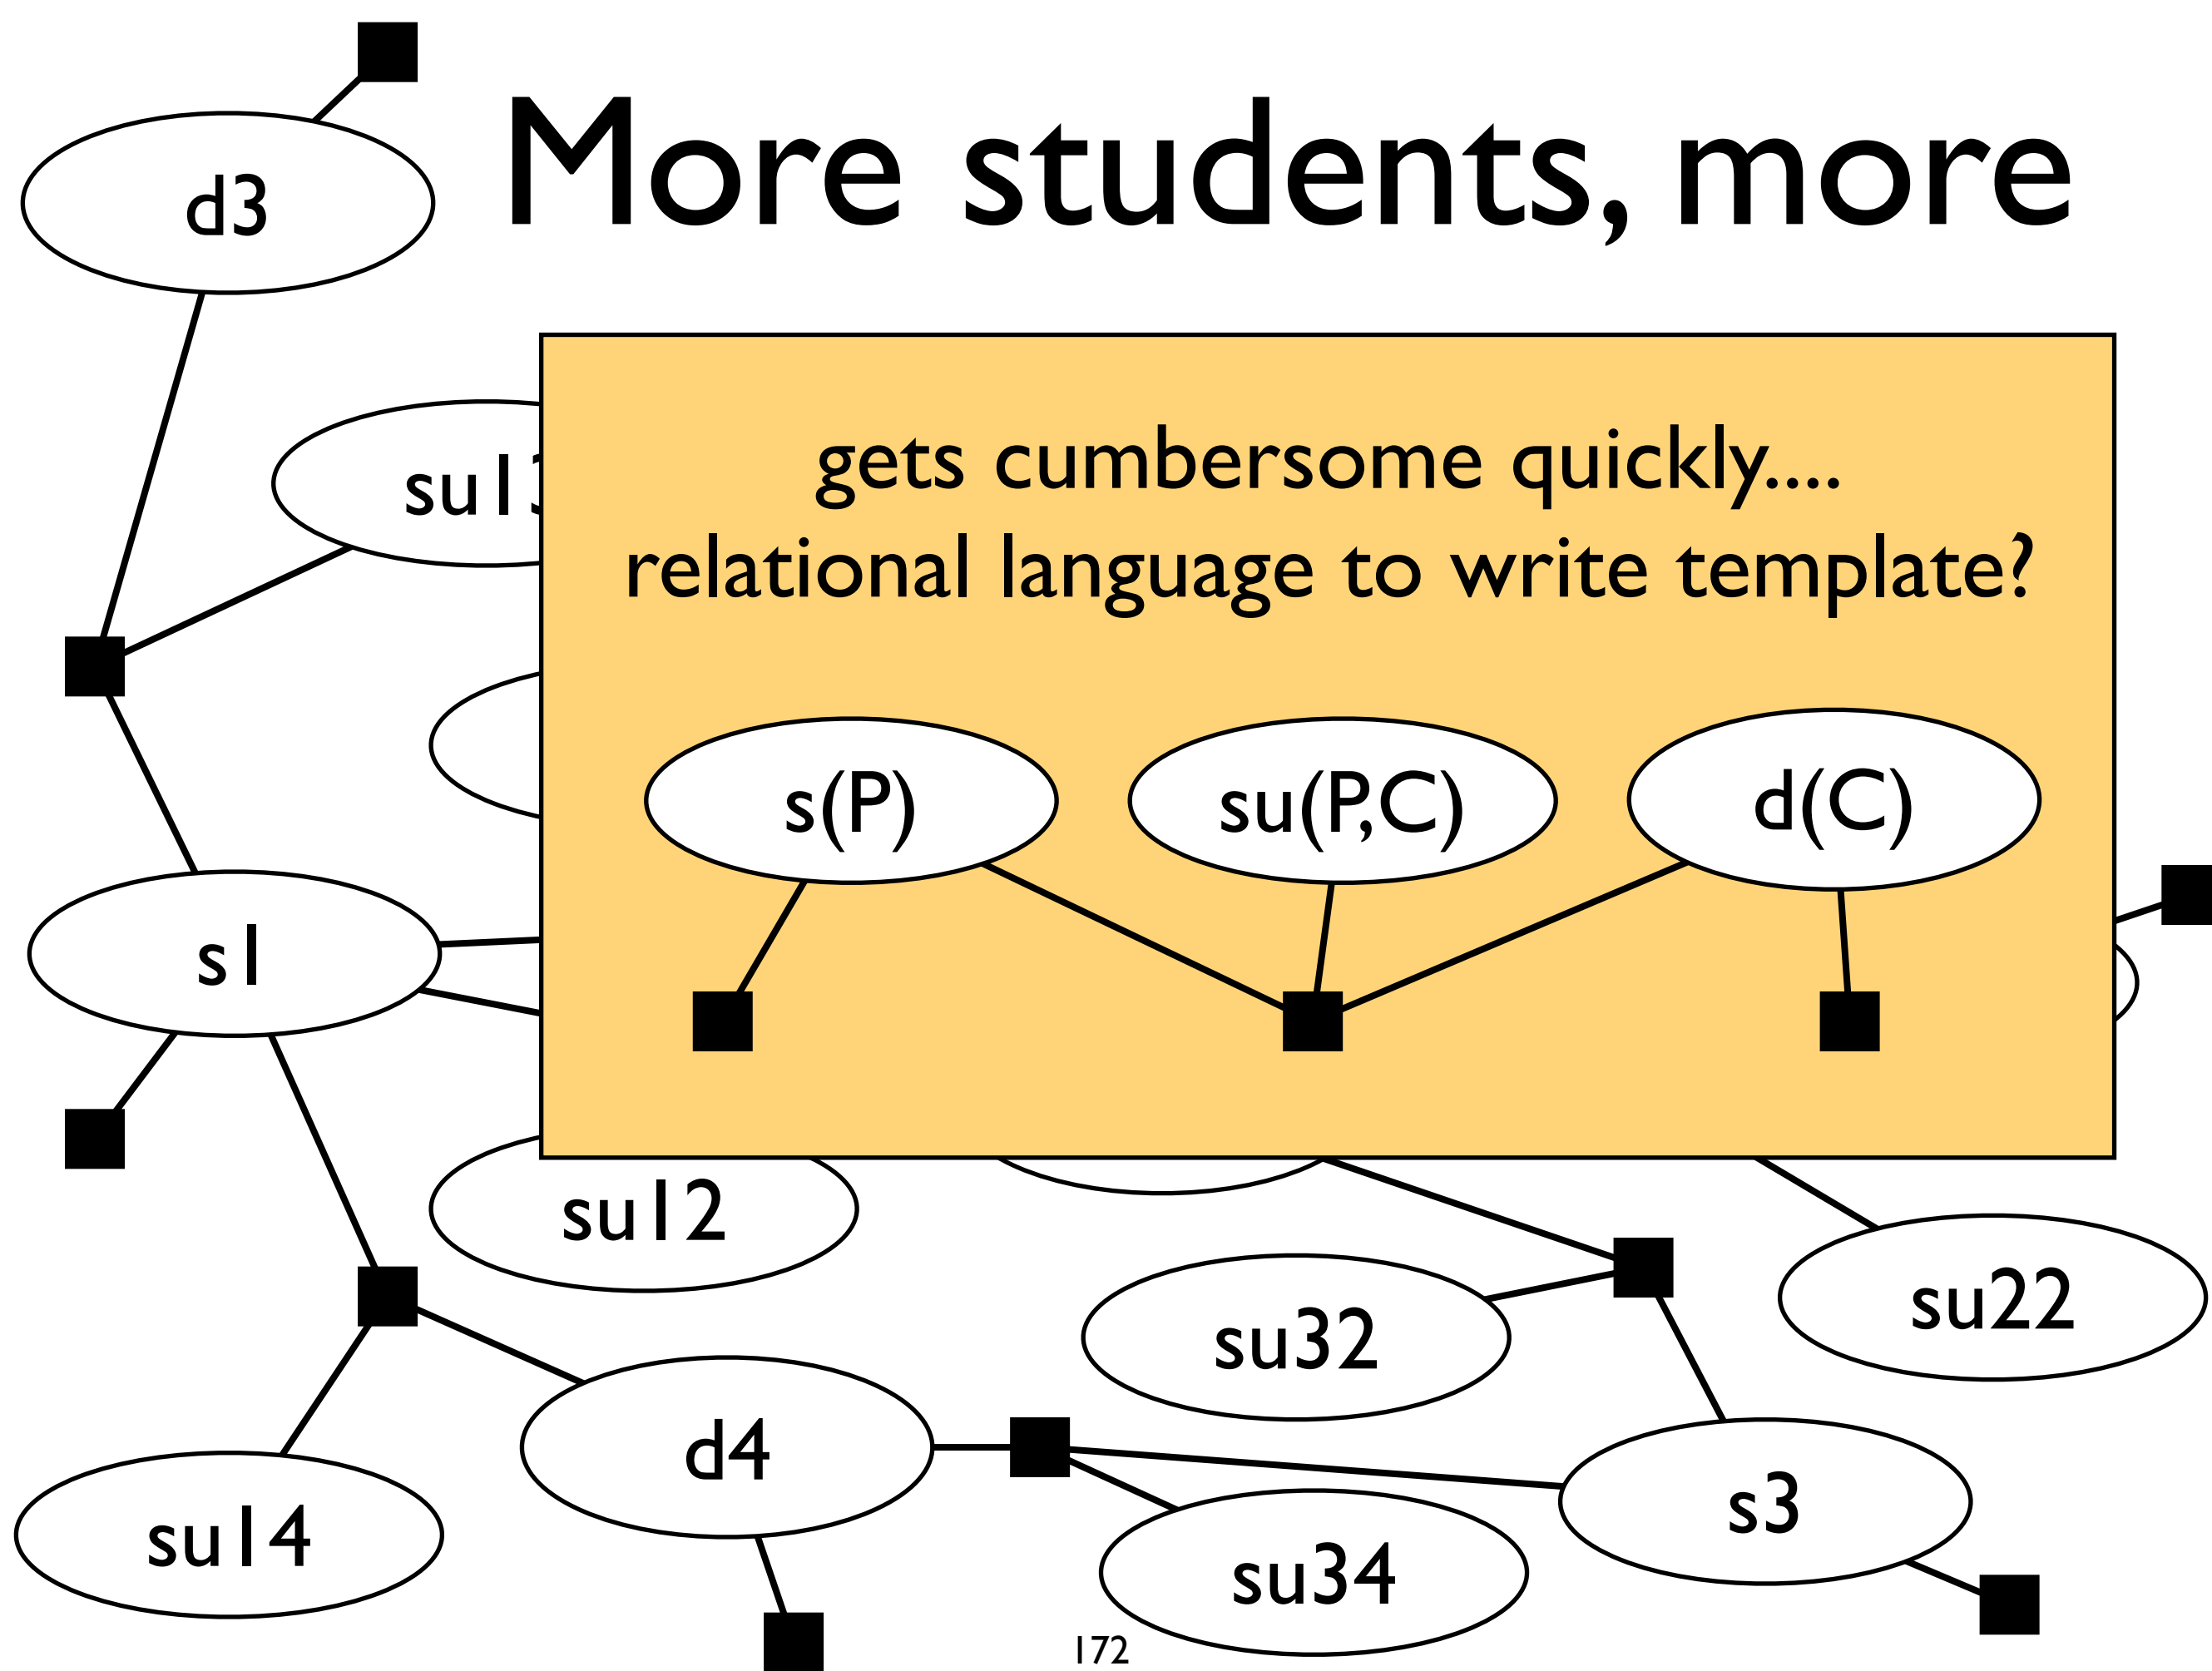 More students, more
d3
su13
gets cumbersome quickly....
relational language to write template?
s(P)
su(P,C)
d(C)
s1
su12
su22
su32
d4
s3
su14
su34
172